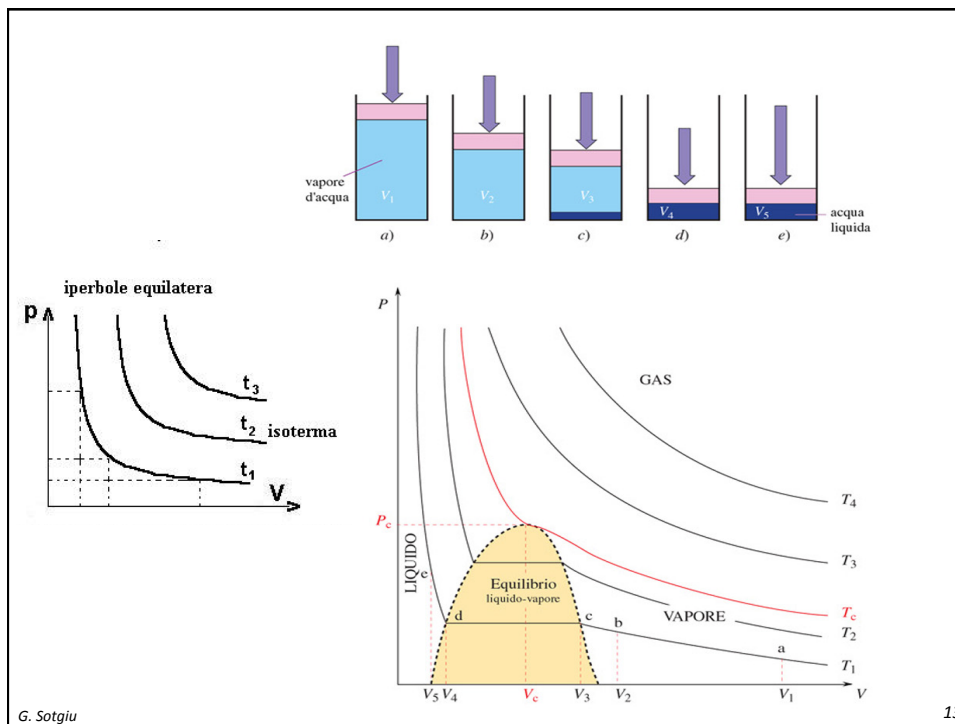 vapore
d'acqua
V1
V2
V3
V4
V5
acqua
liquida
a)
b)
c)
d)
e)
iperbole equilatera
p
t3
t2 isoterma
t1
V
P
GAS
T4
Pc
T3
LIQUIDO
e
Equilibrio
liquido-vapore
VAPORE
Tc
T2
d
c
b
a
T1
V5
V4
Vc
V3
V2
V1
V
G. Sotgiu